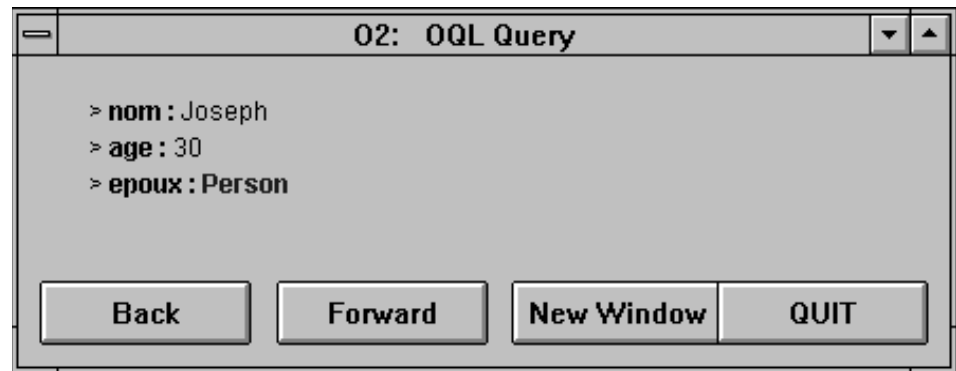 O2: OQL Query
> nom : Joseph
> age : 30
> epoux : Person
Back Forward New Window QUIT